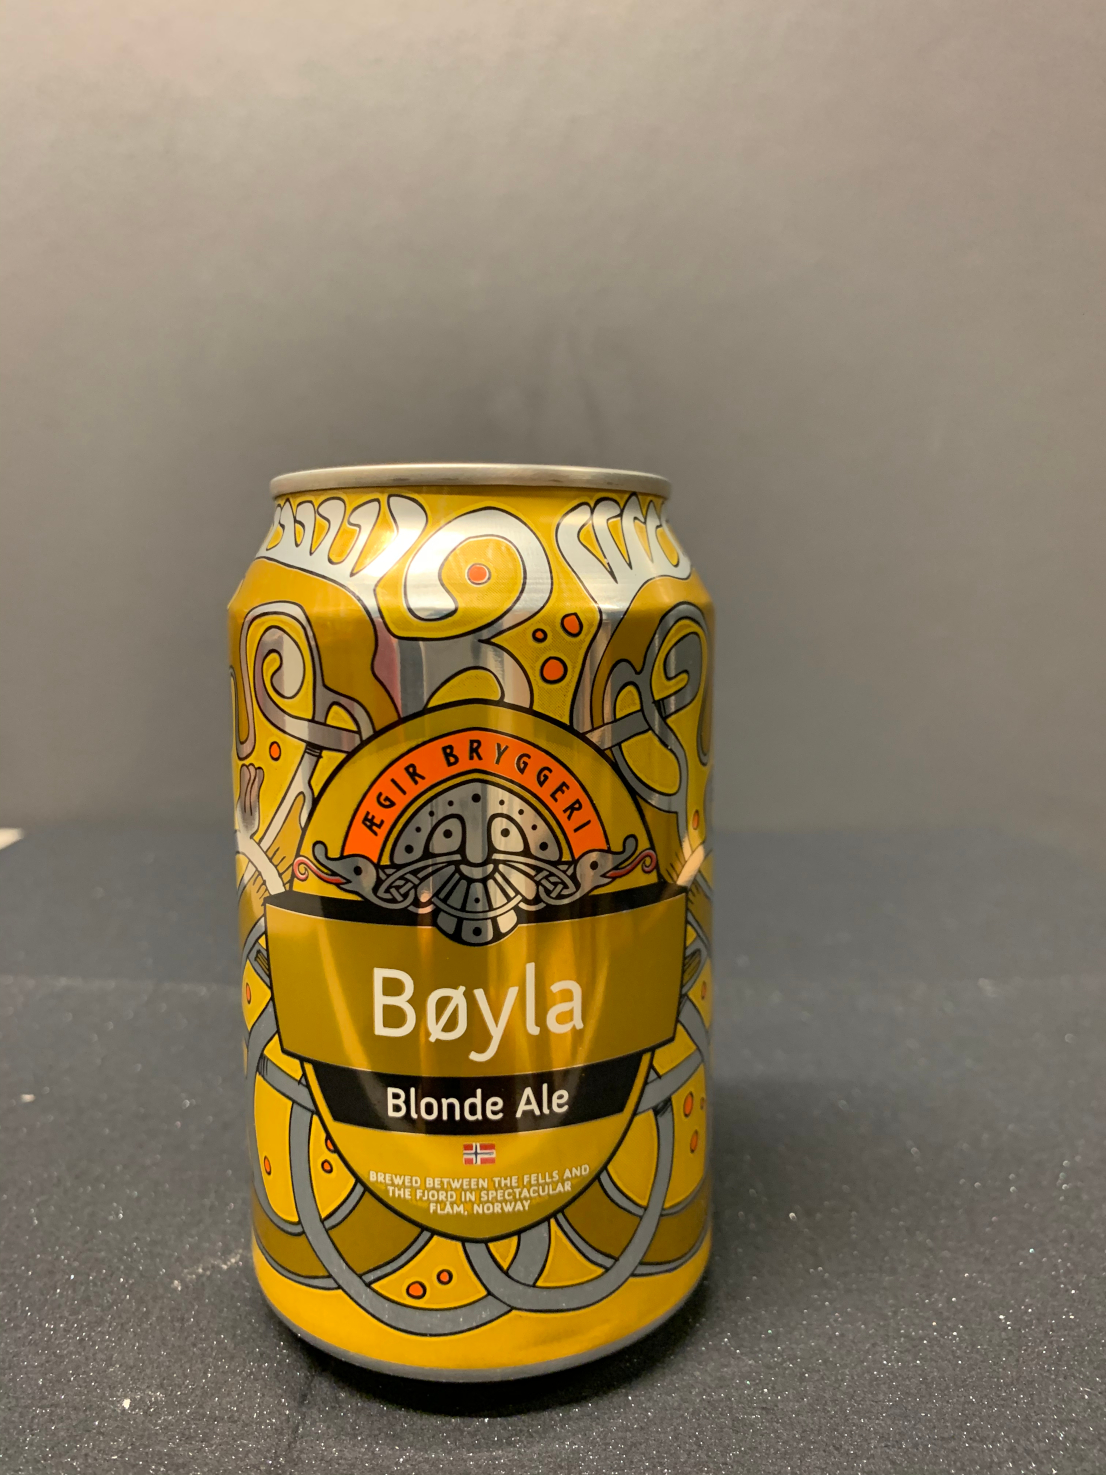 ÆGIR BRYGGERI
Bøyla
Blonde Ale
BREWED BETWEEN THE FELLS AND
THE FJORD IN SPECTACULAR
FLÅM, NORWAY